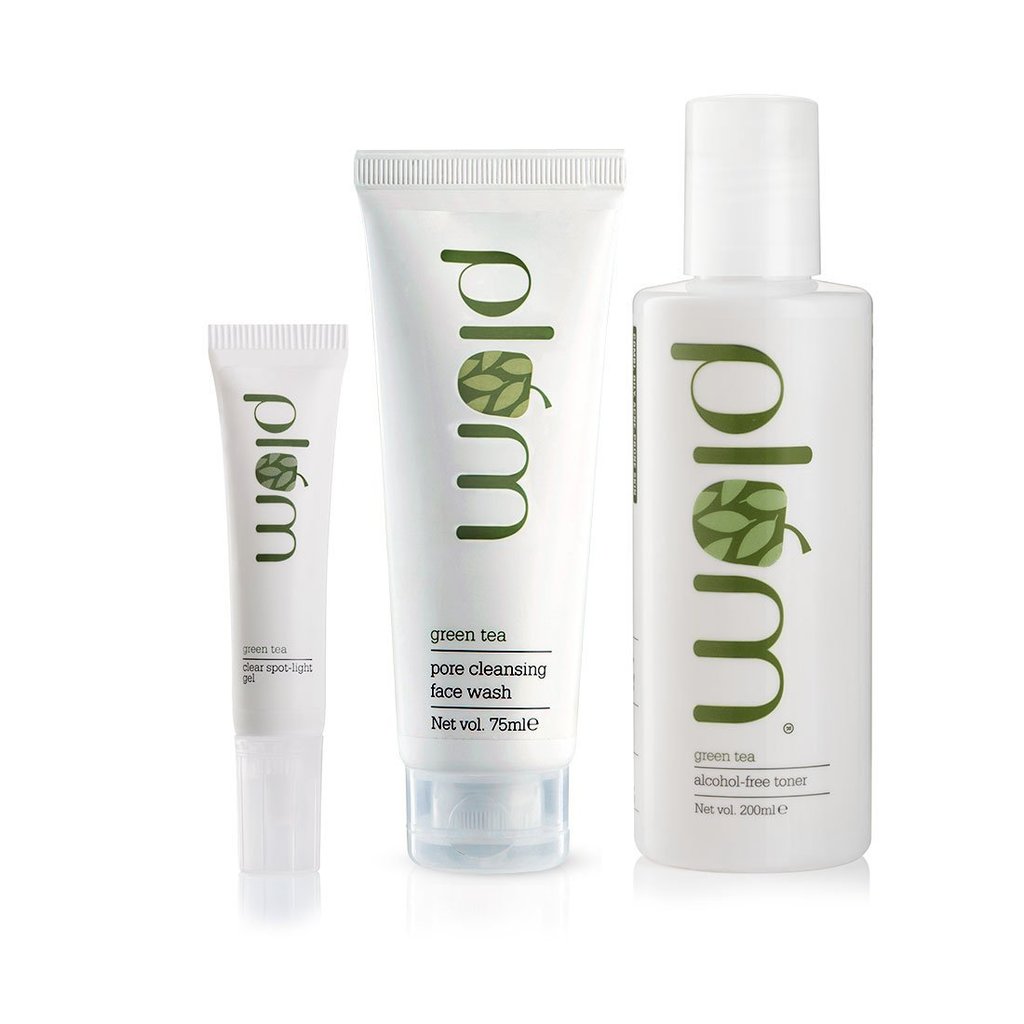 plum
green tea
clear spot-light
gel
plum
green tea
pore cleansing
face wash
Net vol. 75ml℮
plum
®
green tea
alcohol-free toner
Net vol. 200ml℮